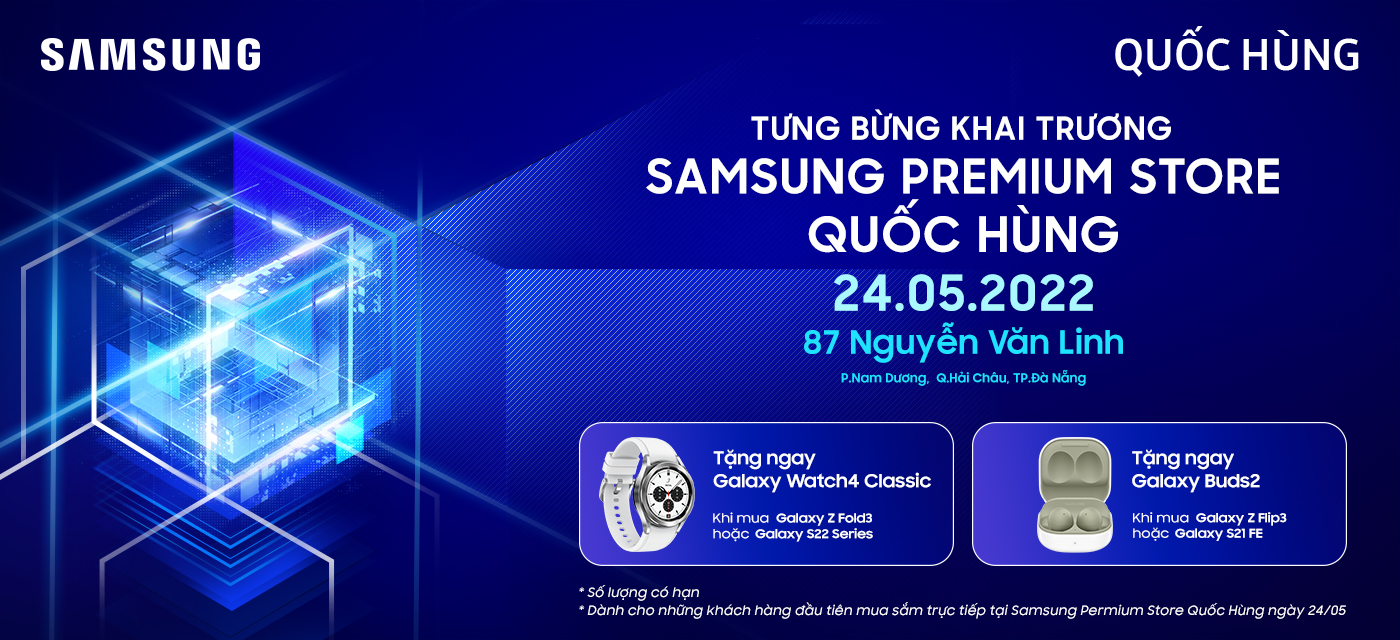 SAMSUNG
QUỐC HÙNG
TƯNG BỪNG KHAI TRƯƠNG
SAMSUNG PREMIUM STORE
QUỐC HÙNG
24.05.2022
87 Nguyễn Văn Linh
P.Nam Dương, Q.Hải Châu, TP.Đà Nẵng
Tặng ngay
Galaxy Watch4 Classic
Khi mua Galaxy Z Fold3
hoặc Galaxy S22 Series
Tặng ngay
Galaxy Buds2
Khi mua Galaxy Z Flip3
hoặc Galaxy S21 FE
* Số lượng có hạn
* Dành cho những khách hàng đầu tiên mua sắm trực tiếp tại Samsung Permium Store Quốc Hùng ngày 24/05